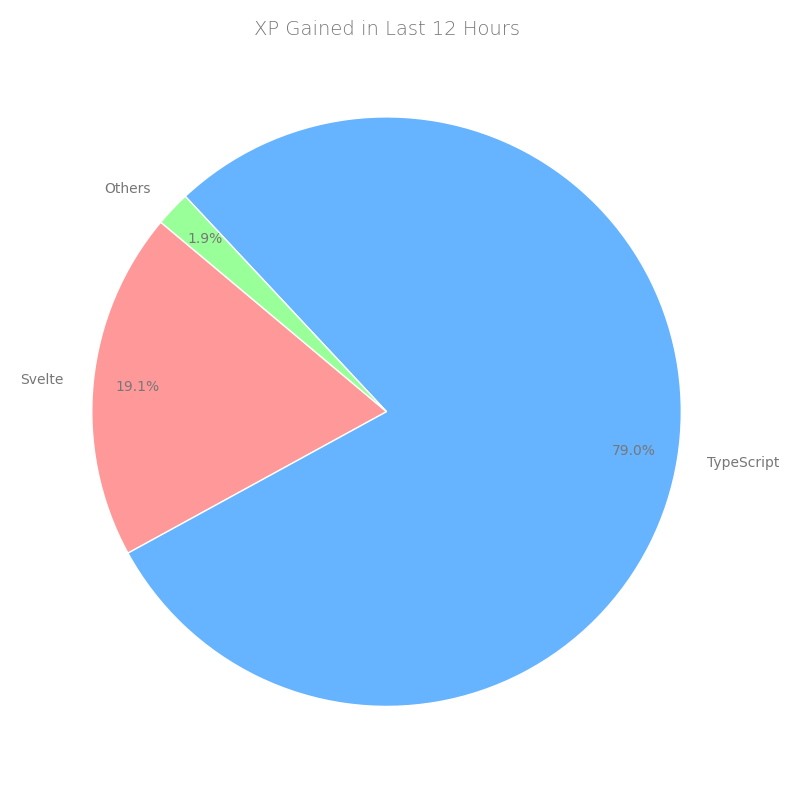 XP Gained in Last 12 Hours
Others
1.9%
Svelte
19.1%
79.0%
TypeScript